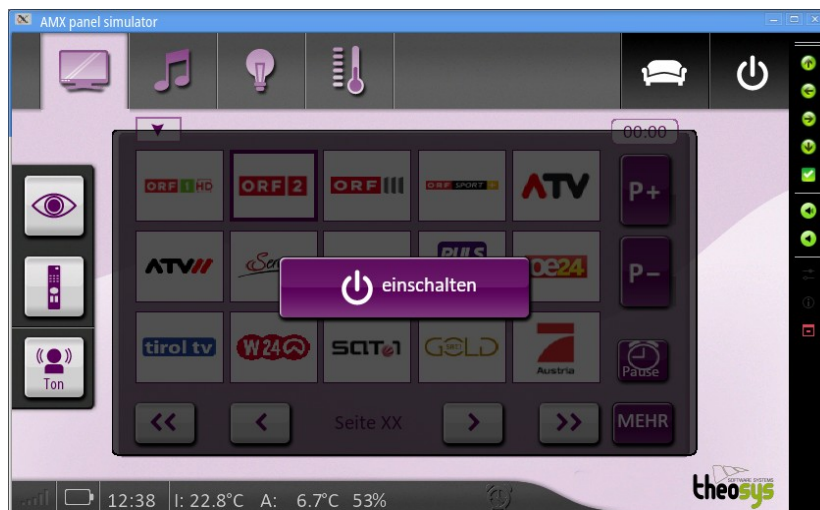 AMX panel simulator
00:00
ORF 1 HD
ORF 2
ORF III
ORF SPORT
ATV
P+
ATV II
PULS
oe24
P-
einschalten
tirol tv
W24
SAT.1
GOLD
Austria
Pause
Ton
<<
<
Seite XX
>
>>
MEHR
12:38 I: 22.8°C A: 6.7°C 53%
SOFTWARE SYSTEMS
theosys